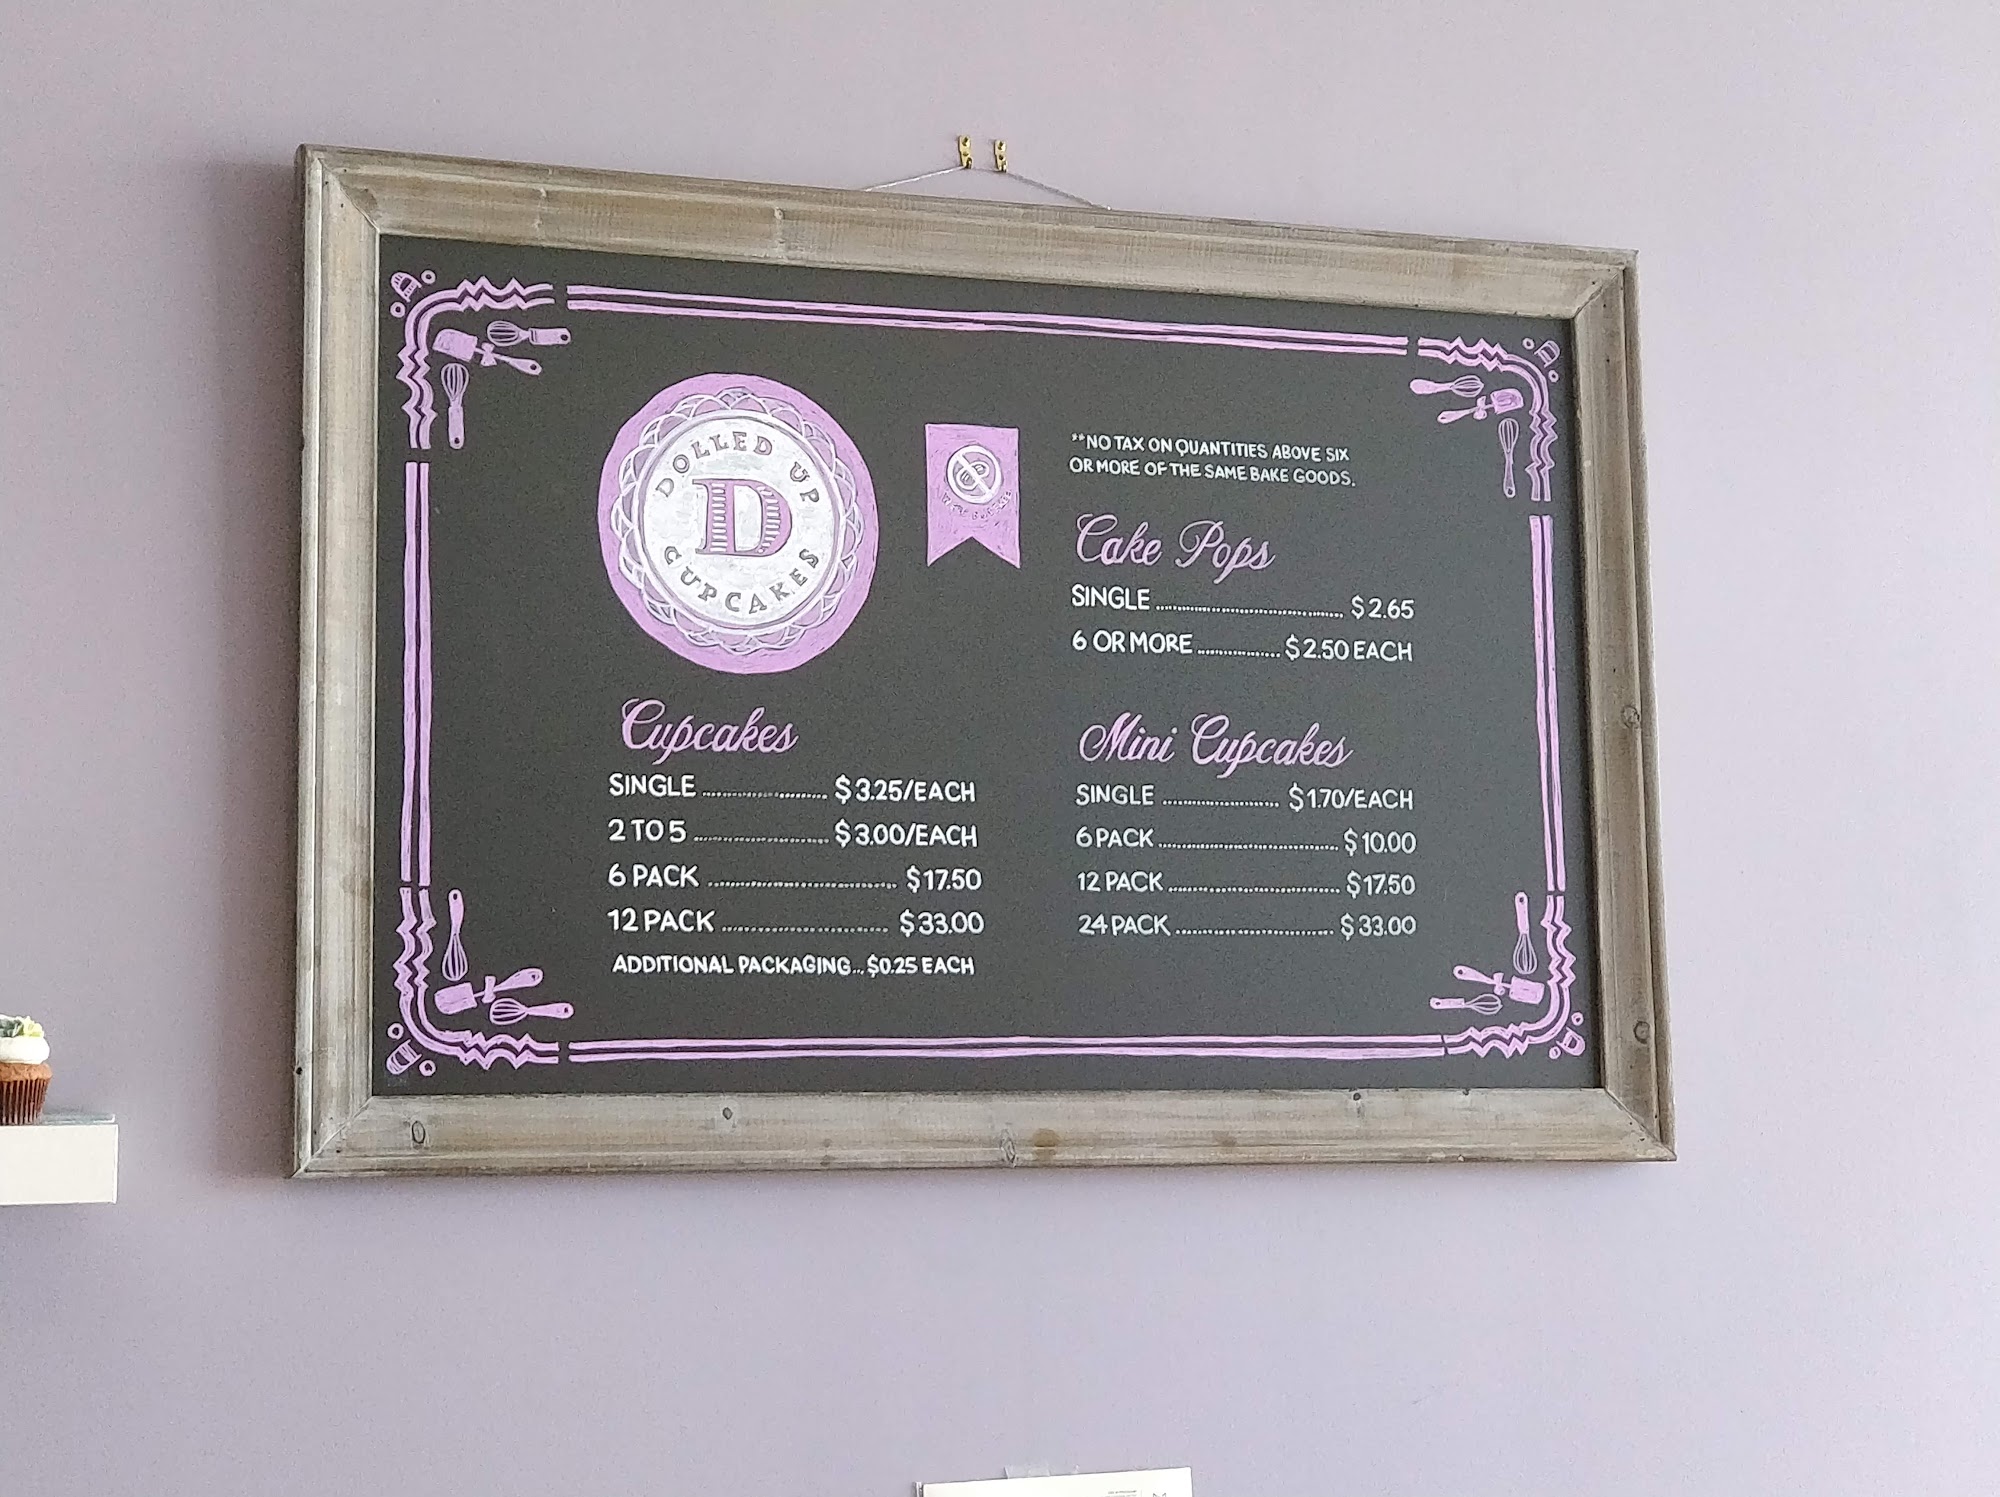 DOLLED UP
D
CUPCAKES
**NO TAX ON QUANTITIES ABOVE SIX
OR MORE OF THE SAME BAKE GOODS.
Cake Pops
SINGLE .......... $2.65
6 OR MORE .......... $2.50 EACH
Cupcakes
SINGLE .......... $3.25/EACH
2 TO 5 .......... $3.00/EACH
6 PACK .......... $17.50
12 PACK .......... $33.00
ADDITIONAL PACKAGING... $0.25 EACH
Mini Cupcakes
SINGLE .......... $1.70/EACH
6 PACK .......... $10.00
12 PACK .......... $17.50
24 PACK .......... $33.00